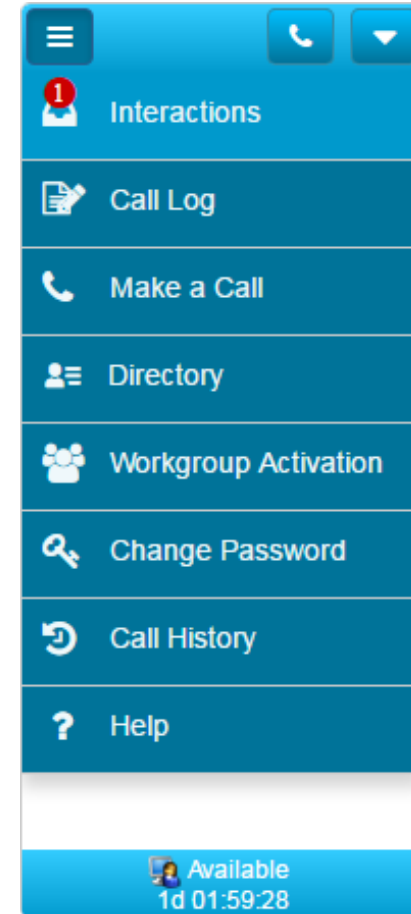 1
Interactions
Call Log
Make a Call
Directory
Workgroup Activation
Change Password
Call History
? Help
Available
1d 01:59:28